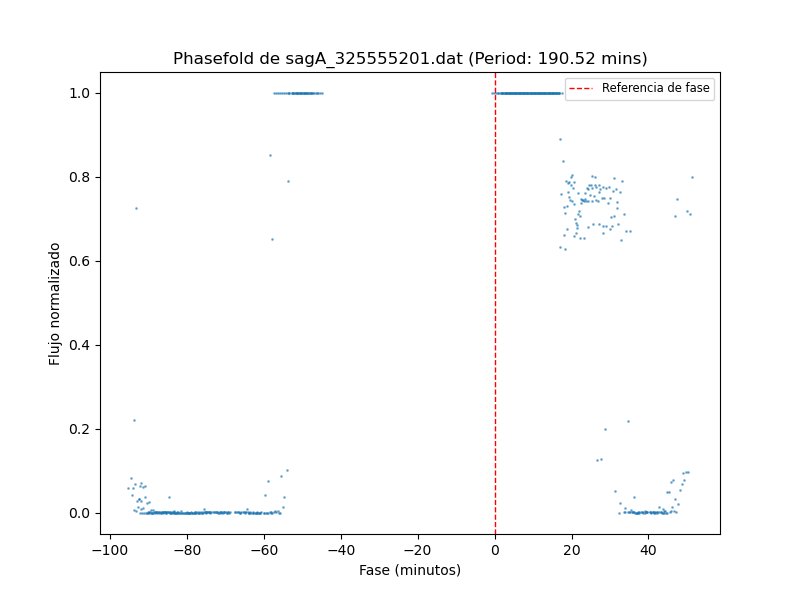 Phasefold de sagA_325555201.dat (Period: 190.52 mins)
Referencia de fase
Flujo normalizado
1.0
0.8
0.6
0.4
0.2
0.0
−100 −80 −60 −40 −20 0 20 40
Fase (minutos)